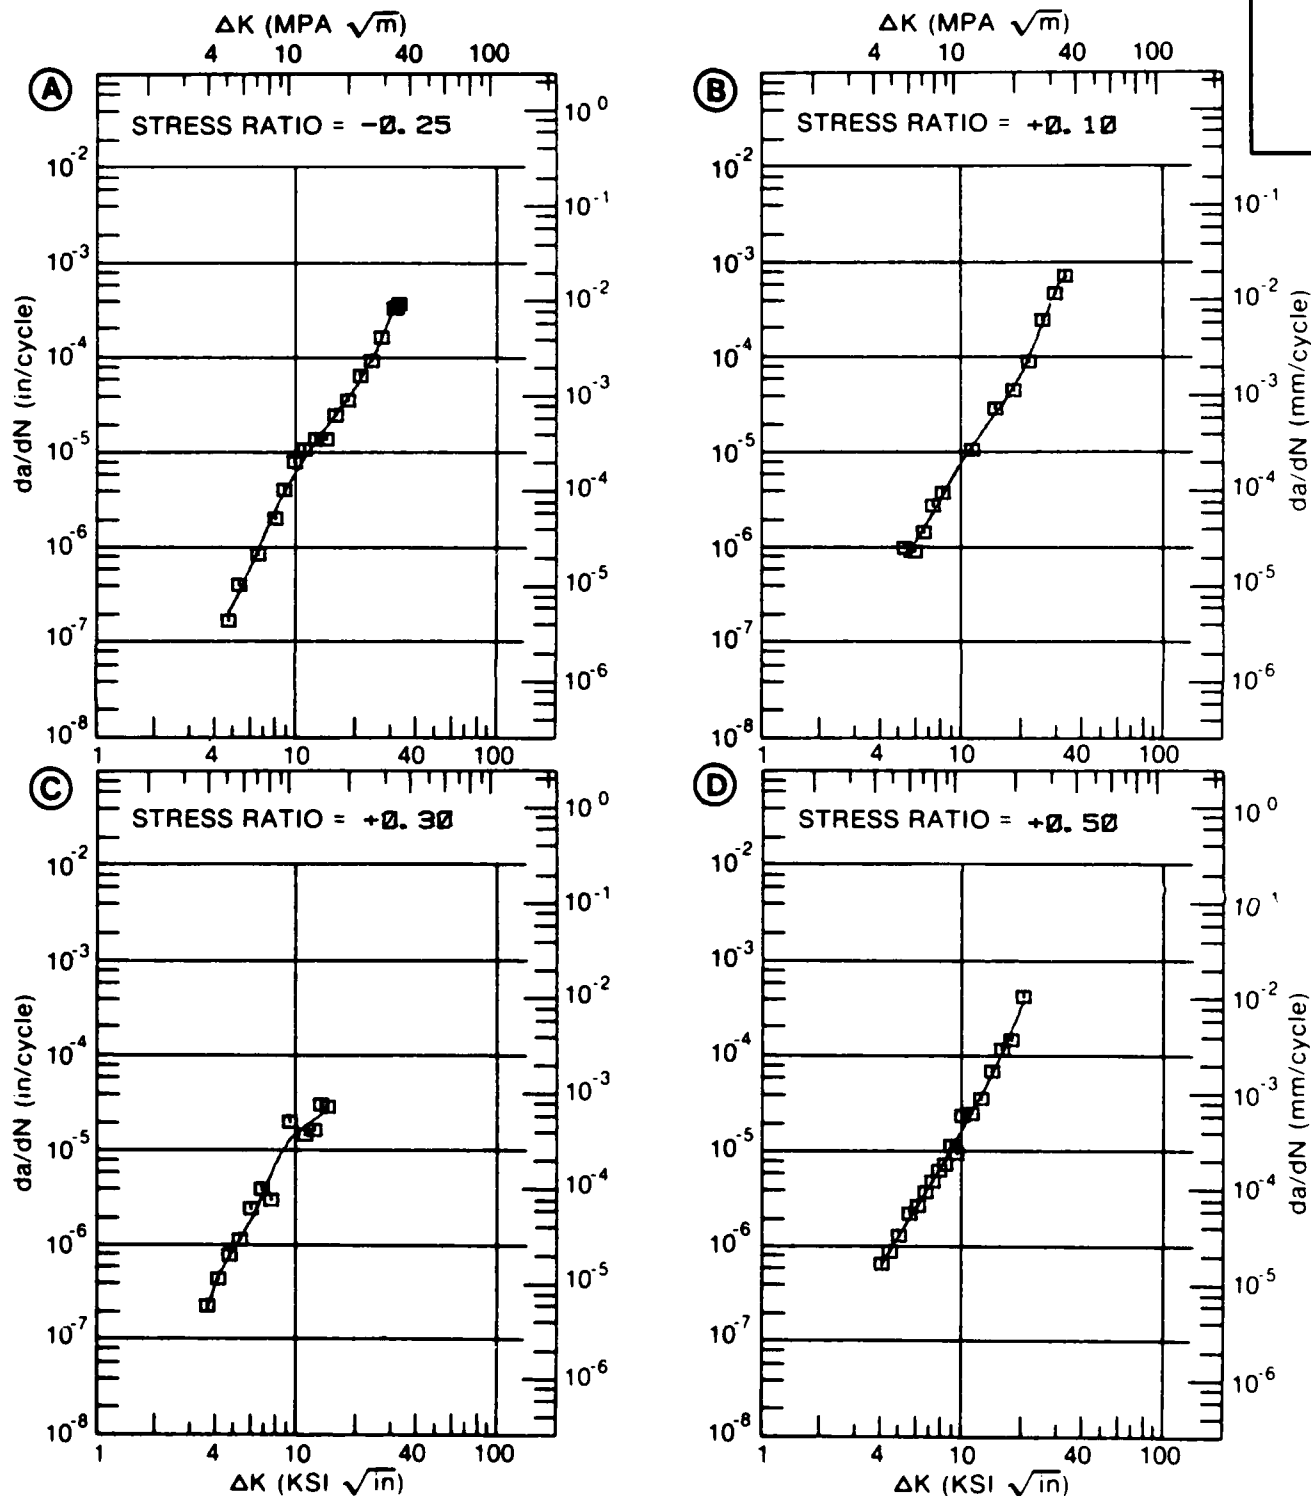 ΔK (MPA √m)
4 10 40 100
A
STRESS RATIO = -0.25
10^-2
10^-3
10^-4
10^-5
10^-6
10^-7
10^-8
da/dN (in/cycle)
10^0
10^-1
10^-2
10^-3
10^-4
10^-5
10^-6
1 4 10 40 100
ΔK (MPA √m)
4 10 40 100
B
STRESS RATIO = +0.10
10^-2
10^-3
10^-4
10^-5
10^-6
10^-7
10^-8
10^-1
10^-2
10^-3
10^-4
10^-5
10^-6
da/dN (mm/cycle)
1 4 10 40 100
C
STRESS RATIO = +0.30
10^-2
10^-3
10^-4
10^-5
10^-6
10^-7
10^-8
da/dN (in/cycle)
10^0
10^-1
10^-2
10^-3
10^-4
10^-5
10^-6
1 4 10 40 100
ΔK (KSI √in)
D
STRESS RATIO = +0.50
10^-2
10^-3
10^-4
10^-5
10^-6
10^-7
10^-8
10^0
10^-1
10^-2
10^-3
10^-4
10^-5
10^-6
da/dN (mm/cycle)
1 4 10 40 100
ΔK (KSI √in)